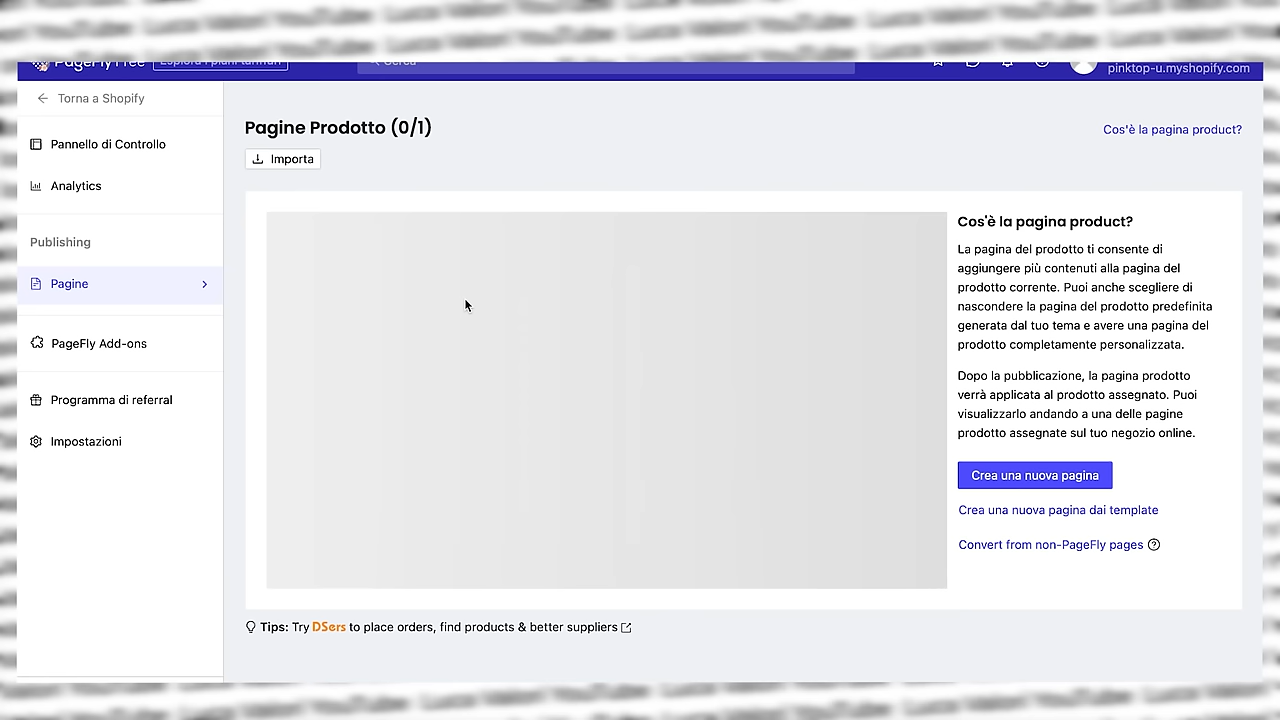 PageFly Free
Esplora i piani tariffari
Cerca
pinktop-u.myshopify.com
Torna a Shopify
Pannello di Controllo
Analytics
Publishing
Pagine
PageFly Add-ons
Programma di referral
Impostazioni
Pagine Prodotto (0/1)
Cos'è la pagina product?
Importa
Cos'è la pagina product?
La pagina del prodotto ti consente di
aggiungere più contenuti alla pagina del
prodotto corrente. Puoi anche scegliere di
nascondere la pagina del prodotto predefinita
generata dal tuo tema e avere una pagina del
prodotto completamente personalizzata.
Dopo la pubblicazione, la pagina prodotto
verrà applicata al prodotto assegnato. Puoi
visualizzarlo andando a una delle pagine
prodotto assegnate sul tuo negozio online.
Crea una nuova pagina
Crea una nuova pagina dai template
Convert from non-PageFly pages
Tips: Try DSers to place orders, find products & better suppliers